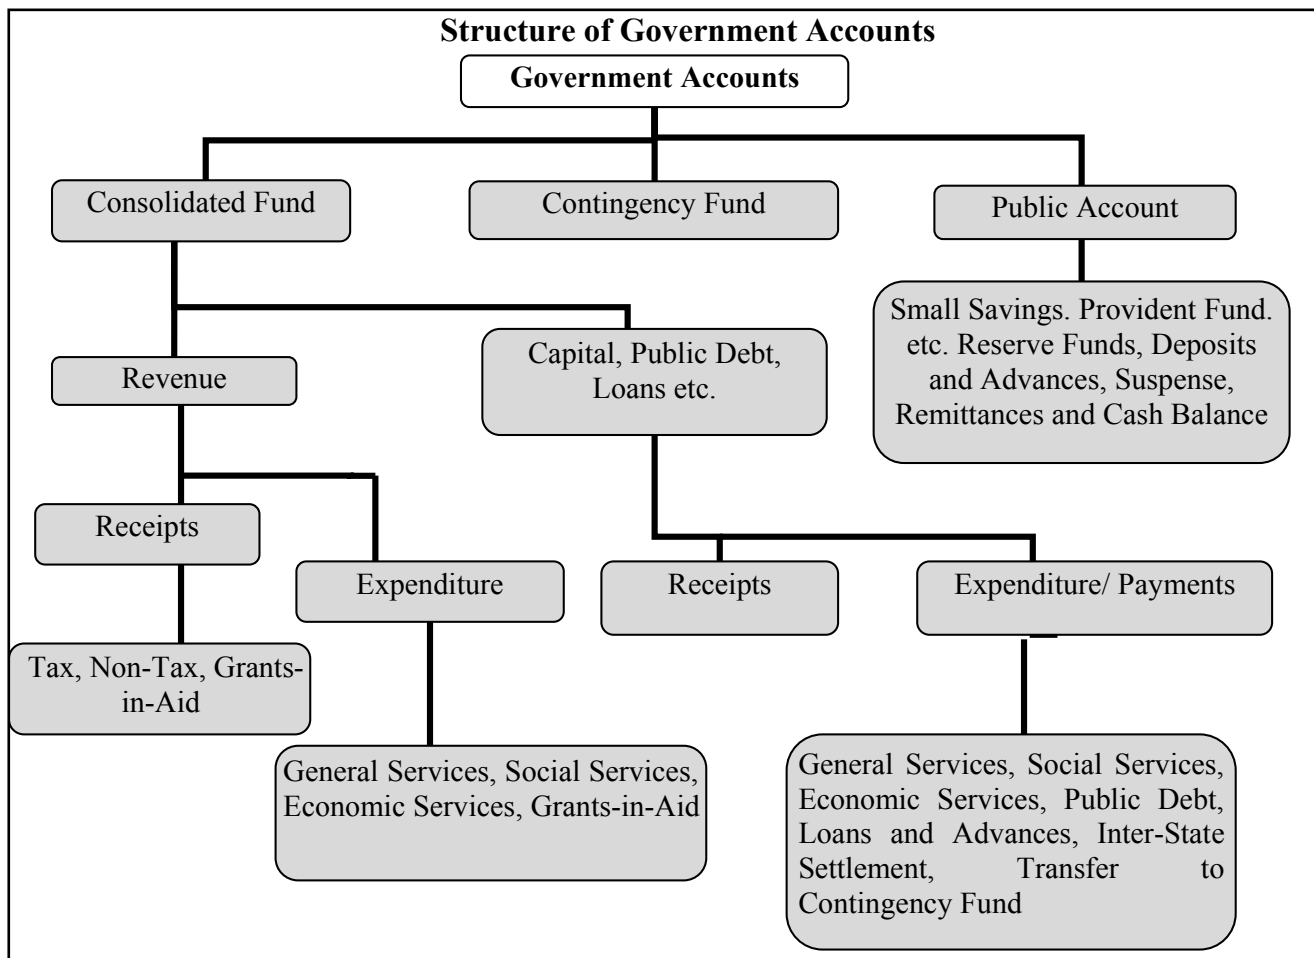 Structure of Government Accounts
Government Accounts
Consolidated Fund
Contingency Fund
Public Account
Small Savings. Provident Fund.
etc. Reserve Funds, Deposits
and Advances, Suspense,
Remittances and Cash Balance
Revenue
Capital, Public Debt,
Loans etc.
Receipts
Expenditure
Receipts
Expenditure/ Payments
Tax, Non-Tax, Grants-
in-Aid
General Services, Social Services,
Economic Services, Grants-in-Aid
General Services, Social Services,
Economic Services, Public Debt,
Loans and Advances, Inter-State
Settlement, Transfer to
Contingency Fund